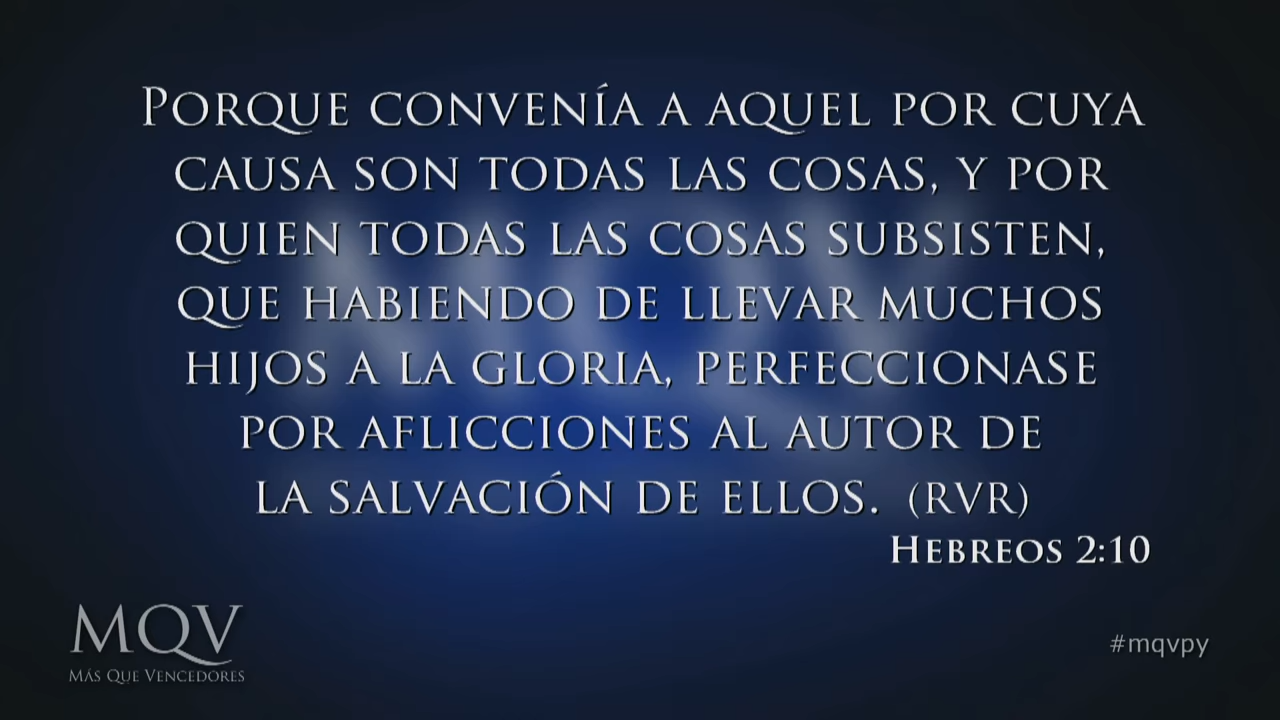 Porque convenía a aquel por cuya
causa son todas las cosas, y por
quien todas las cosas subsisten,
que habiendo de llevar muchos
hijos a la gloria, perfeccionase
por aflicciones al autor de
la salvación de ellos. (RVR)
Hebreos 2:10
MQV
Más Que Vencedores
#mqvpy